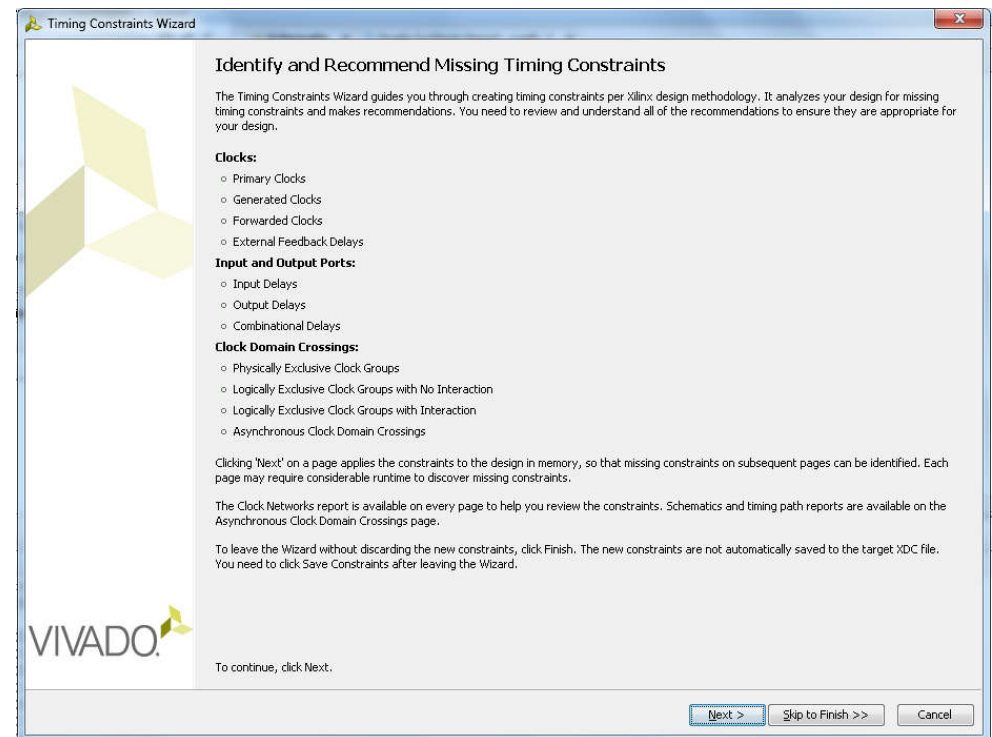 Timing Constraints Wizard
Identify and Recommend Missing Timing Constraints
The Timing Constraints Wizard guides you through creating timing constraints per Xilinx design methodology. It analyzes your design for missing
timing constraints and makes recommendations. You need to review and understand all of the recommendations to ensure they are appropriate for
your design.
Clocks:
Primary Clocks
Generated Clocks
Forwarded Clocks
External Feedback Delays
Input and Output Ports:
Input Delays
Output Delays
Combinational Delays
Clock Domain Crossings:
Physically Exclusive Clock Groups
Logically Exclusive Clock Groups with No Interaction
Logically Exclusive Clock Groups with Interaction
Asynchronous Clock Domain Crossings
Clicking 'Next' on a page applies the constraints to the design in memory, so that missing constraints on subsequent pages can be identified. Each
page may require considerable runtime to discover missing constraints.
The Clock Networks report is available on every page to help you review the constraints. Schematics and timing path reports are available on the
Asynchronous Clock Domain Crossings page.
To leave the Wizard without discarding the new constraints, click Finish. The new constraints are not automatically saved to the target XDC file.
You need to click Save Constraints after leaving the Wizard.
VIVADO.
To continue, click Next.
Next >
Skip to Finish >>
Cancel